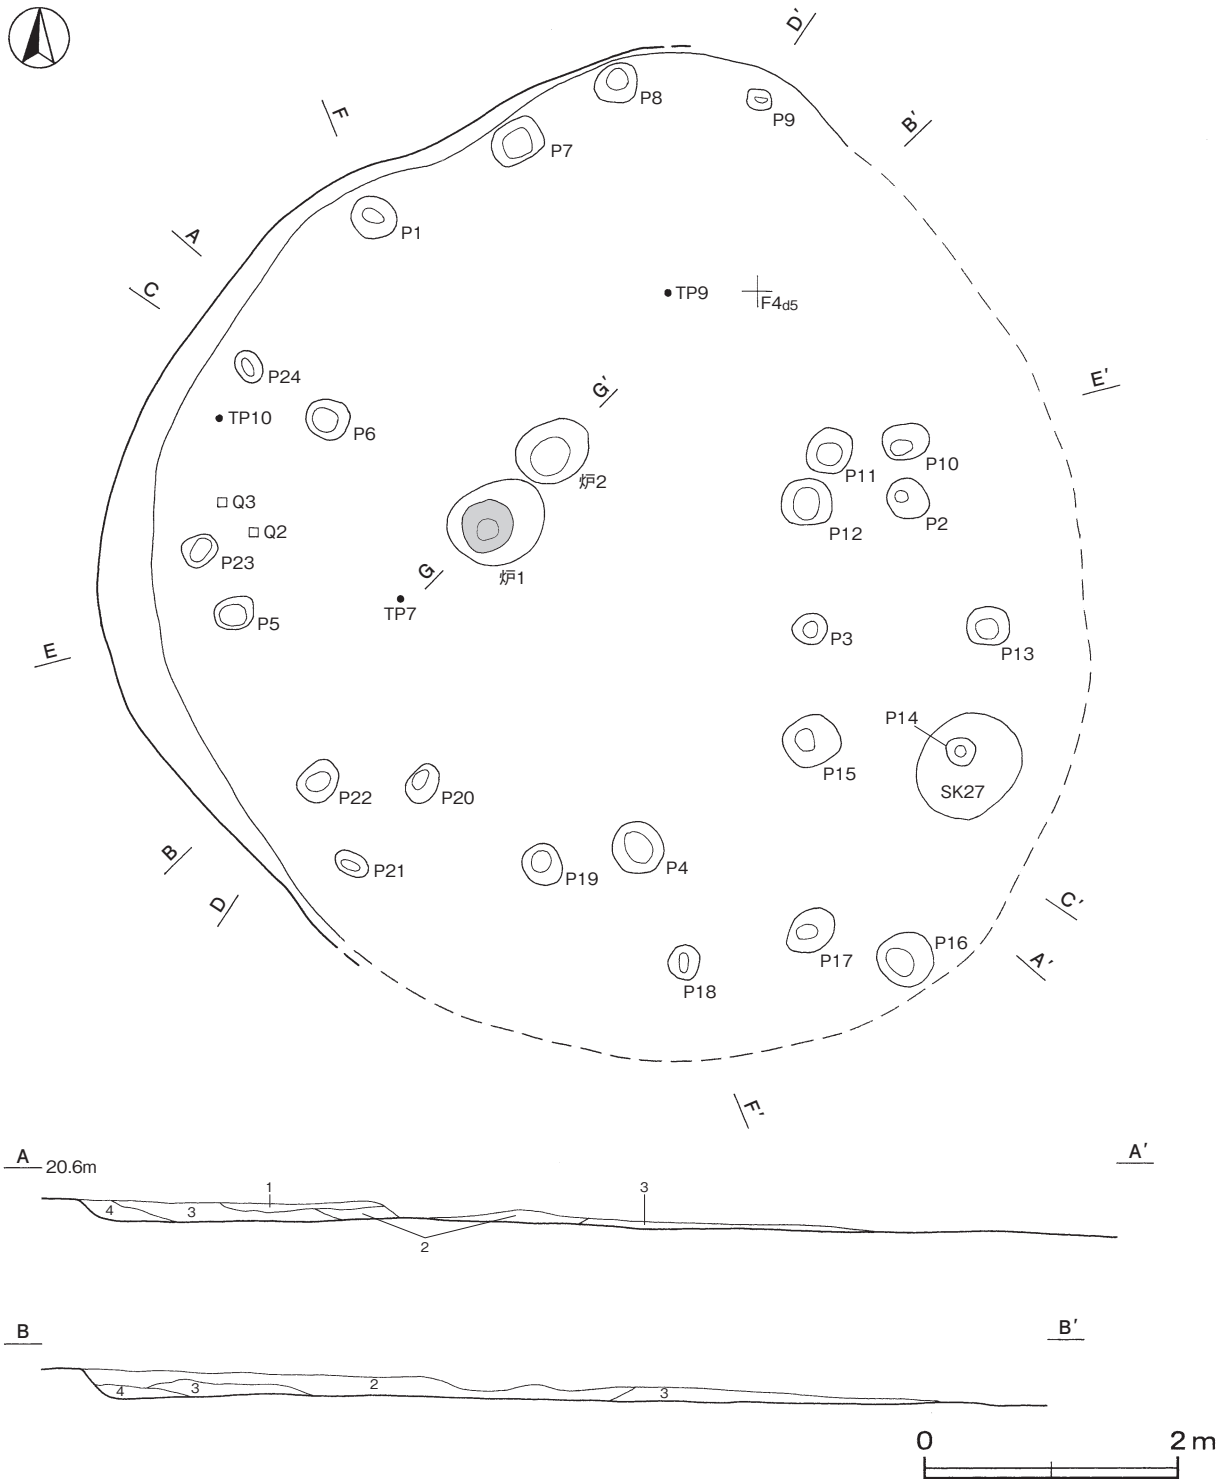 D′
P8
P9
F
B′
P7
P1
A
C
TP9
F4d5
P24
G′
E′
TP10
P6
P11
P10
炉2
Q3
P12
P2
Q2
P23
G
炉1
TP7
P5
P3
P13
E
P14
P15
SK27
P22
P20
B
P21
P19
P4
D
C′
P17
P16
A′
P18
F′
A 20.6m A′
1
3
4
3
2
B B′
4
3
2
3
0 2m